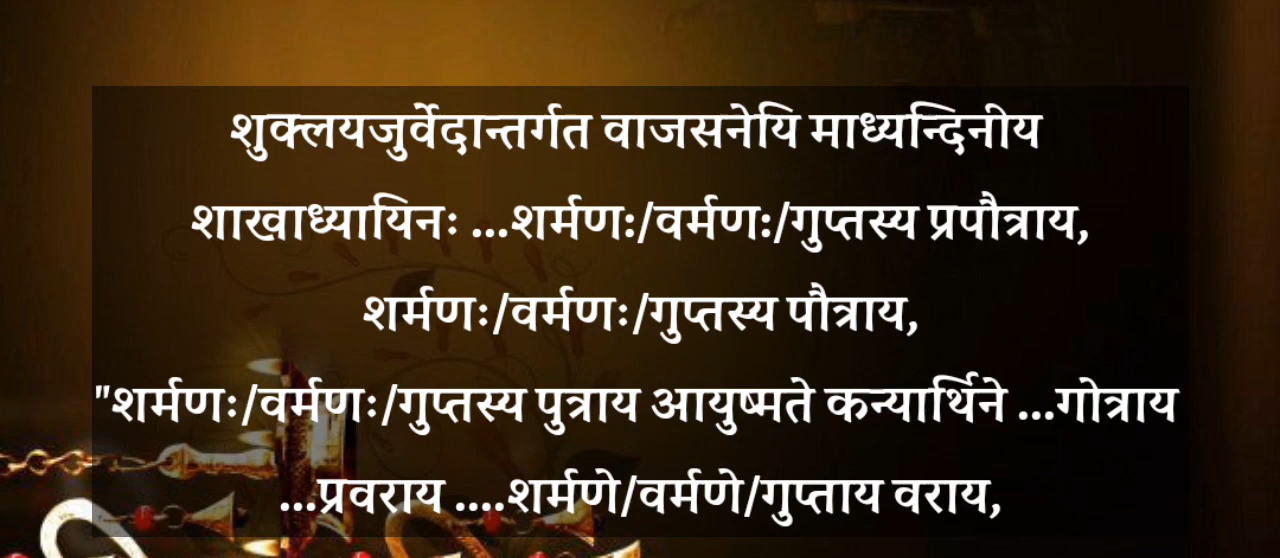 शुक्लयजुर्वेदान्तर्गत वाजसनेयि माध्यन्दिनीय
शाखाध्यायिनः ...शर्मणः/वर्मणः/गुप्तस्य प्रपौत्राय,
शर्मणः/वर्मणः/गुप्तस्य पौत्राय,
"शर्मणः/वर्मणः/गुप्तस्य पुत्राय आयुष्मते कन्यार्थिने ...गोत्राय
...प्रवराय ....शर्मणे/वर्मणे/गुप्ताय वराय,